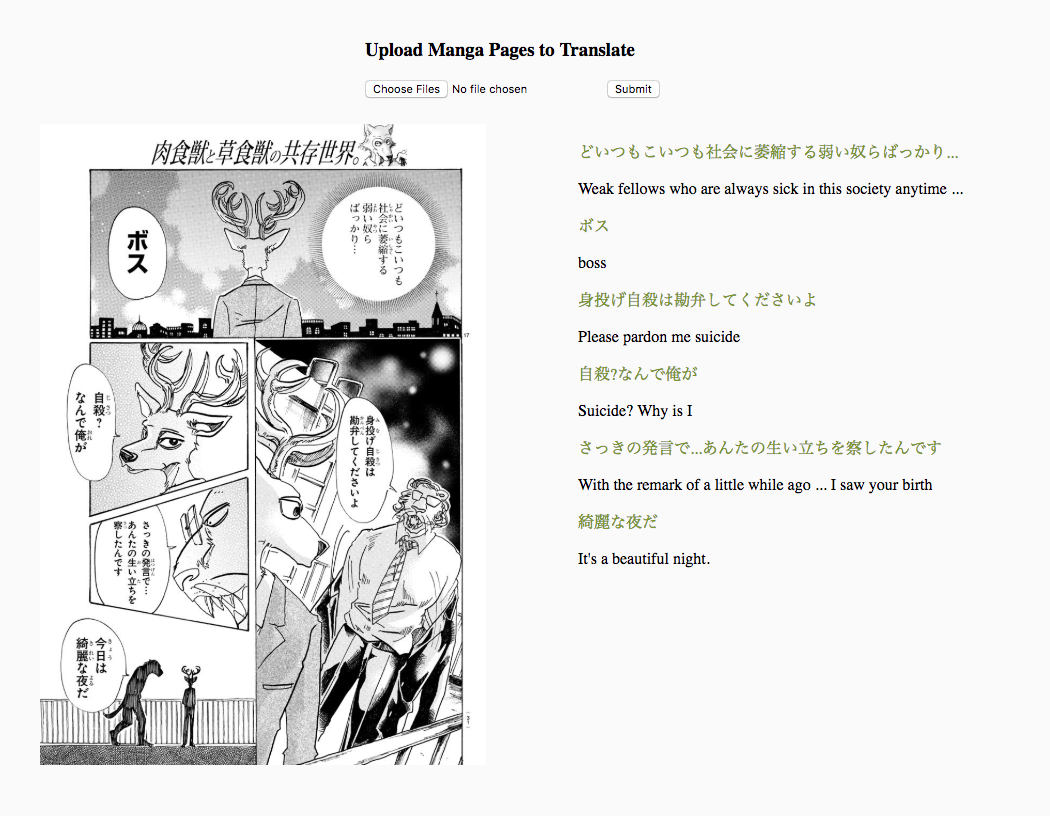 Upload Manga Pages to Translate
Choose Files No file chosen
Submit
肉食獣と草食獣の共存世界。
どいつもこいつも
社会に萎縮する
弱い奴ら
ばっかり…
ボス
17
身投げ自殺は
勘弁してくださいよ
自殺?
なんで俺が
さっきの発言で…
あんたの生い立ちを
察したんです
今日は
綺麗な夜だ
どいつもこいつも社会に萎縮する弱い奴らばっかり...
Weak fellows who are always sick in this society anytime ...
ボス
boss
身投げ自殺は勘弁してくださいよ
Please pardon me suicide
自殺?なんで俺が
Suicide? Why is I
さっきの発言で...あんたの生い立ちを察したんです
With the remark of a little while ago ... I saw your birth
綺麗な夜だ
It's a beautiful night.